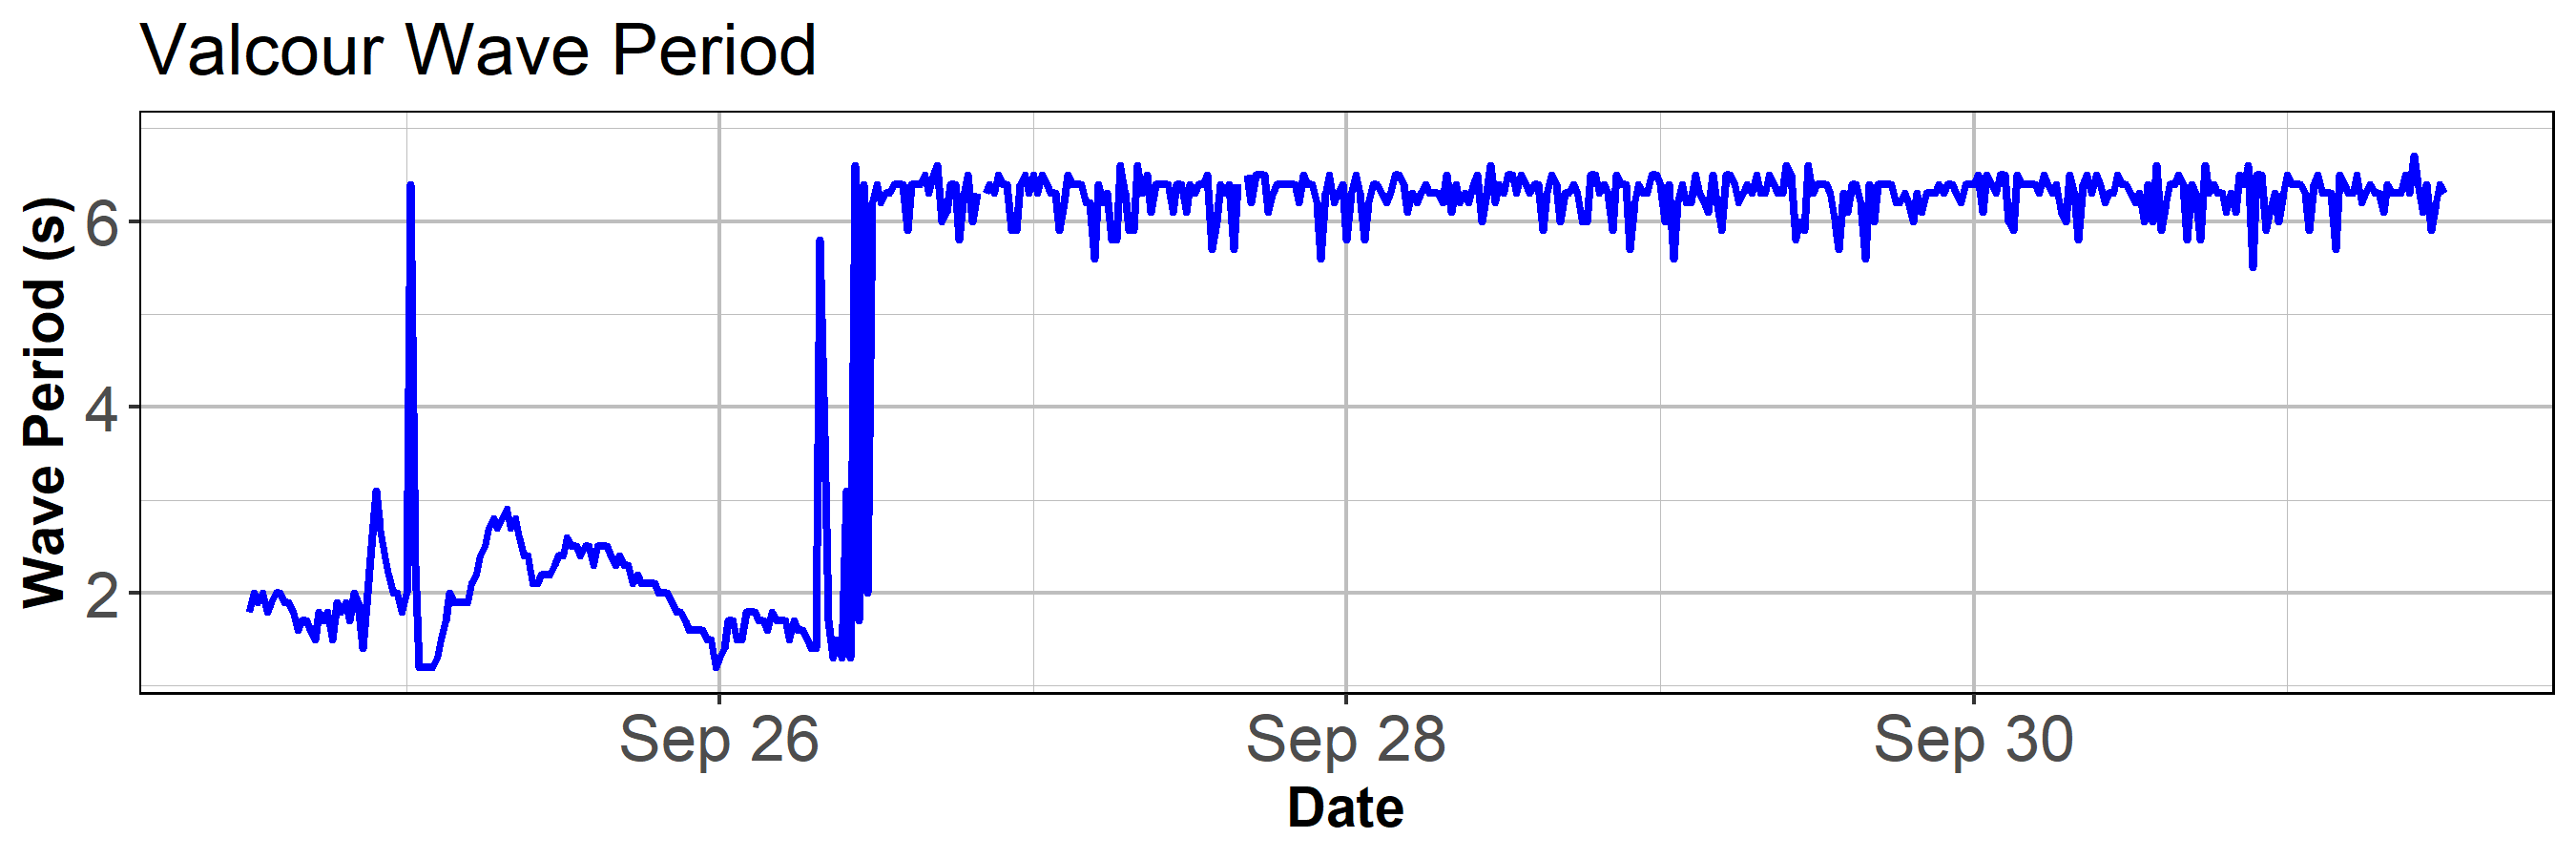 Valcour Wave Period
Wave Period (s)
6
4
2
Sep 26
Sep 28
Sep 30
Date